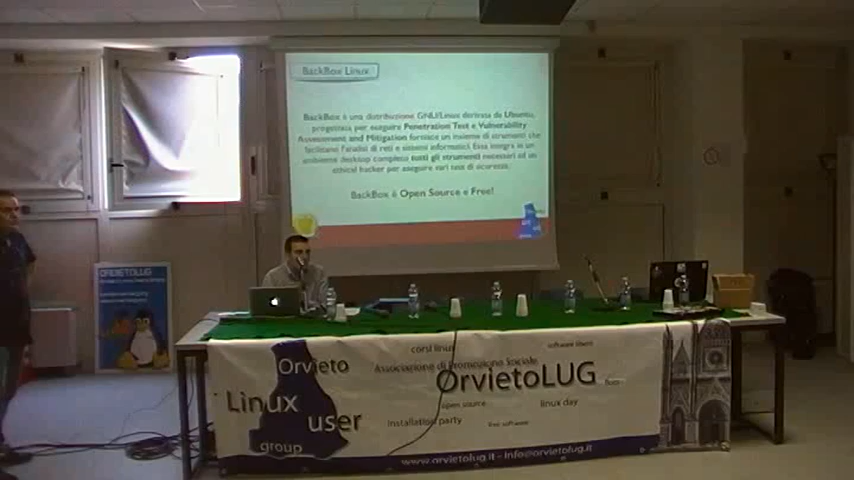 BackBox Linux
BackBox è una distribuzione GNU/Linux derivata da Ubuntu,
progettata per eseguire Penetration Test e Vulnerability
Assessment and Mitigation fornisce un insieme di strumenti che
facilitano l'analisi di reti e sistemi informatici. Essa integra in un
ambiente desktop completo tutti gli strumenti necessari ad un
ethical hacker per eseguire vari test di sicurezza.
BackBox è Open Source e Free!
ORVIETOLUG
Orvieto
Linux
user
group
corsi linux
software libero
Associazione di Promozione Sociale
OrvietoLUG
open source
linux day
installation party
free software
www.orvietolug.it - info@orvietolug.it